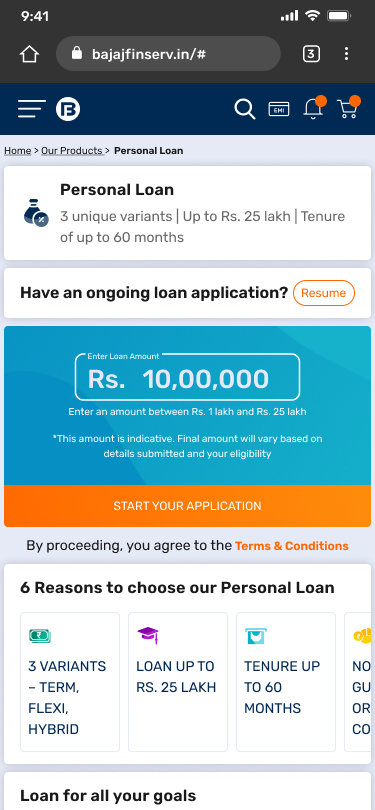 9:41
bajajfinserv.in/#
3
B
EMI
Home > Our Products > Personal Loan
Personal Loan
3 unique variants | Up to Rs. 25 lakh | Tenure
of up to 60 months
Have an ongoing loan application?
Resume
Enter Loan Amount
Rs. 10,00,000
Enter an amount between Rs. 1 lakh and Rs. 25 lakh
*This amount is indicative. Final amount will vary based on
details submitted and your eligibility
START YOUR APPLICATION
By proceeding, you agree to the Terms & Conditions
6 Reasons to choose our Personal Loan
3 VARIANTS
– TERM,
FLEXI,
HYBRID
LOAN UP TO
RS. 25 LAKH
TENURE UP
TO 60
MONTHS
NO
GU
OR
CO
Loan for all your goals